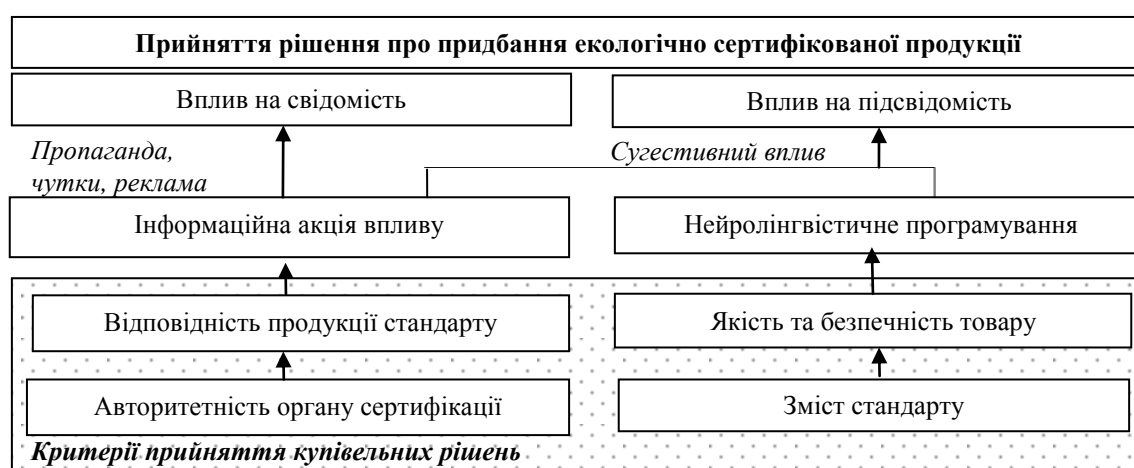 Прийняття рішення про придбання екологічно сертифікованої продукції
Вплив на свідомість
Вплив на підсвідомість
Пропаганда,
чутки, реклама
Сугестивний вплив
Інформаційна акція впливу
Нейролінгвістичне програмування
Відповідність продукції стандарту
Якість та безпечність товару
Авторитетність органу сертифікації
Зміст стандарту
Критерії прийняття купівельних рішень